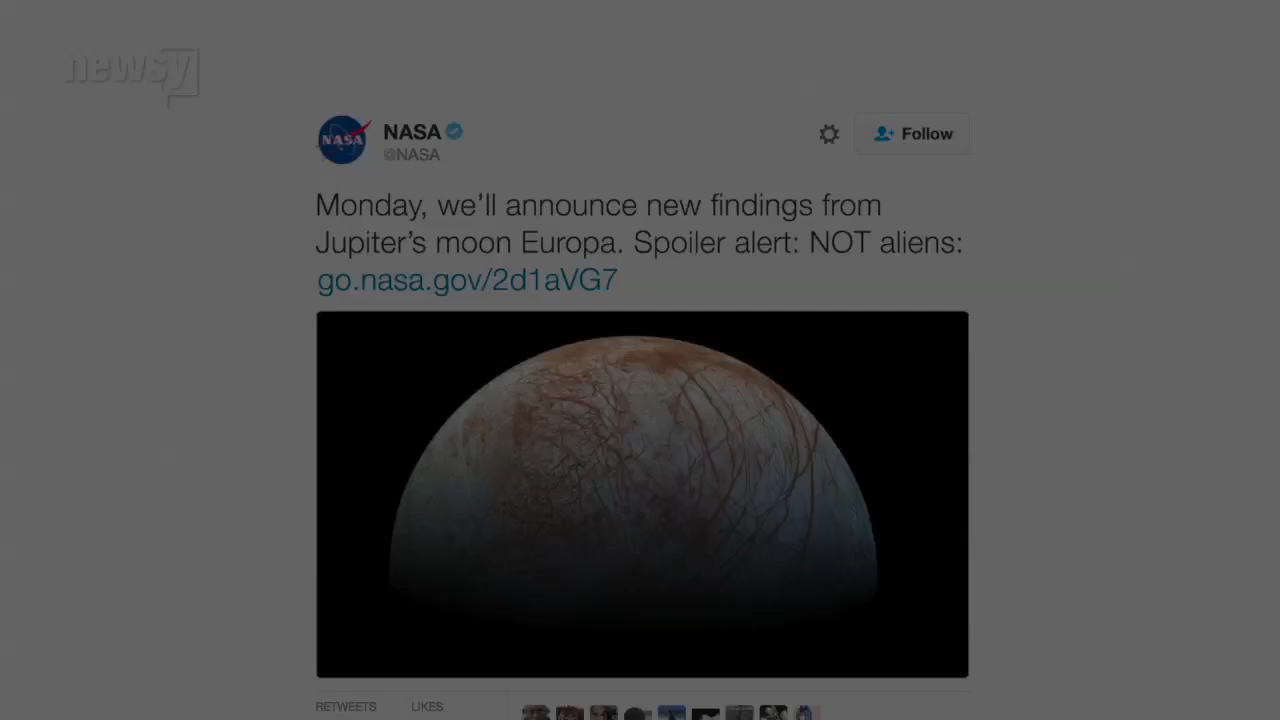 newsy
NASA
NASA
@NASA
Follow
Monday, we'll announce new findings from
Jupiter's moon Europa. Spoiler alert: NOT aliens:
go.nasa.gov/2d1aVG7
RETWEETS LIKES